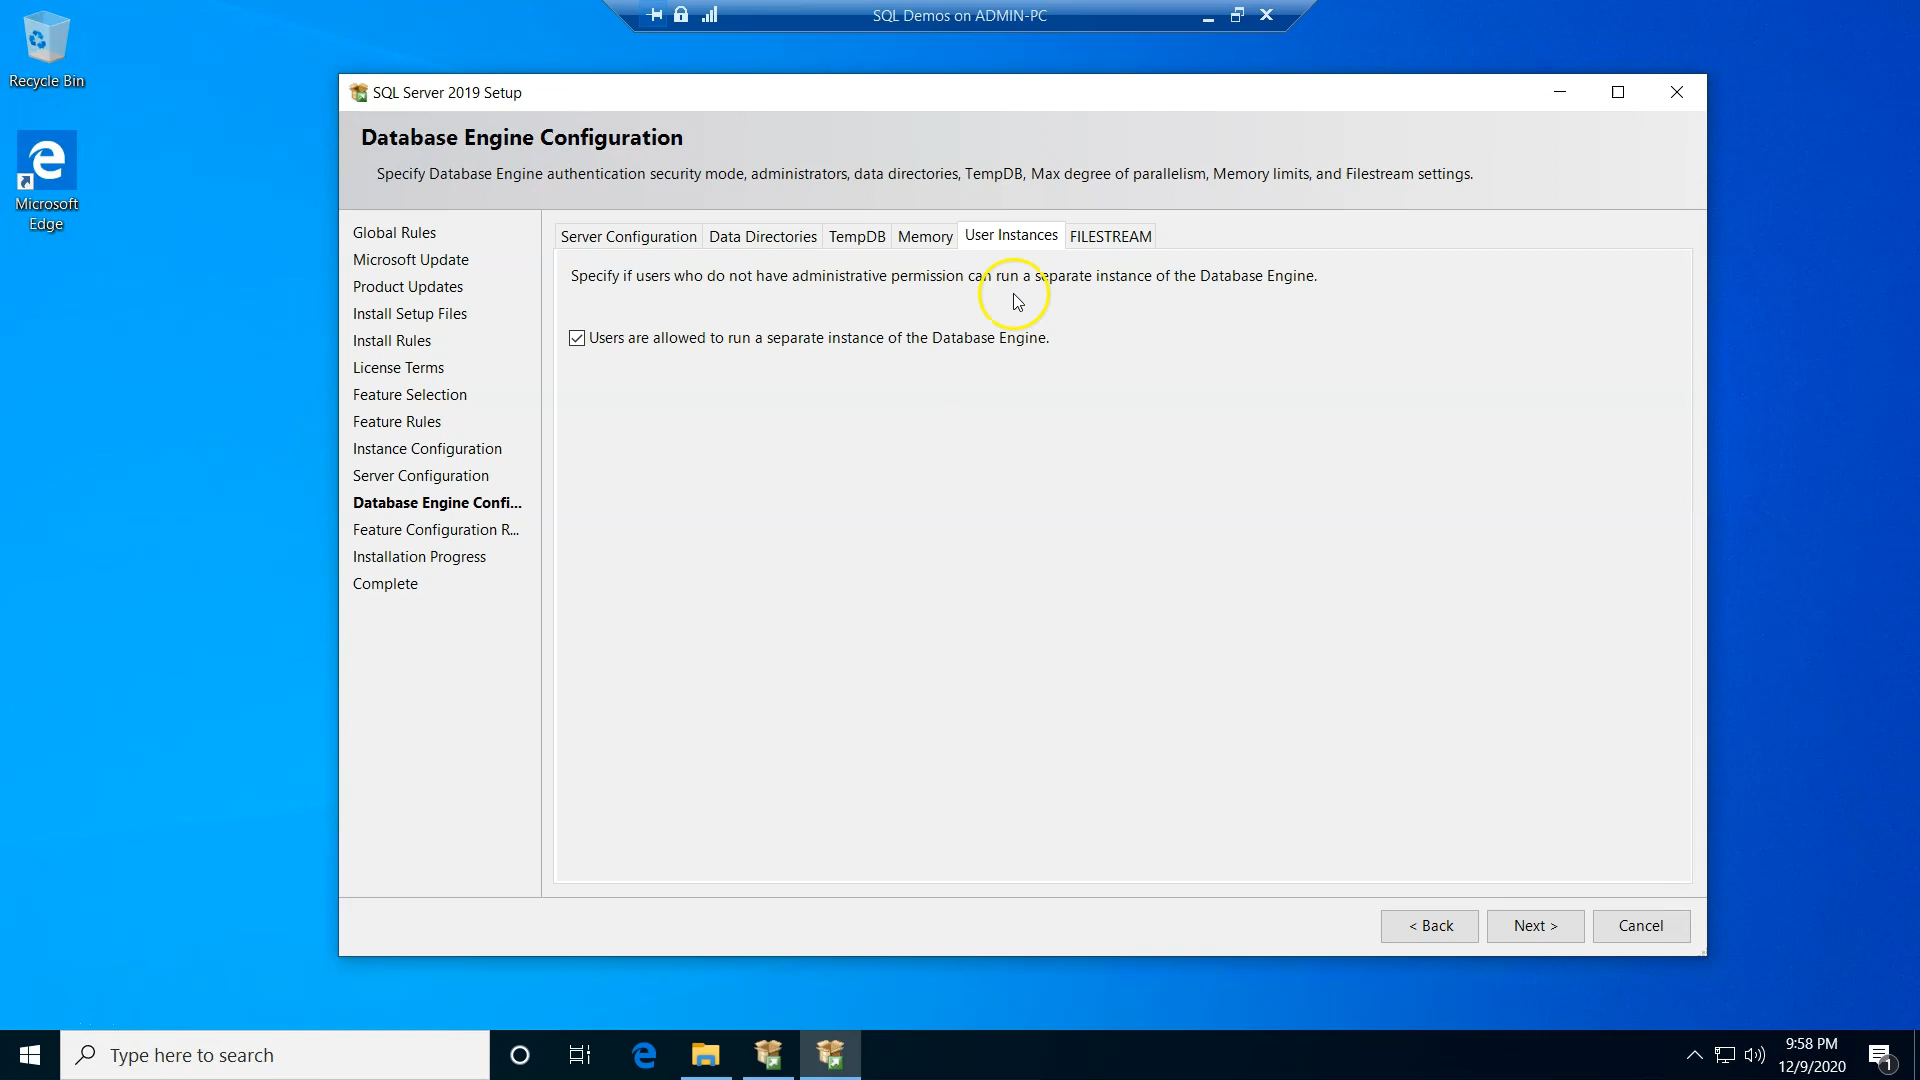 SQL Demos on ADMIN-PC
Recycle Bin
Microsoft
Edge
SQL Server 2019 Setup
Database Engine Configuration
Specify Database Engine authentication security mode, administrators, data directories, TempDB, Max degree of parallelism, Memory limits, and Filestream settings.
Global Rules
Microsoft Update
Product Updates
Install Setup Files
Install Rules
License Terms
Feature Selection
Feature Rules
Instance Configuration
Server Configuration
Database Engine Confi...
Feature Configuration R...
Installation Progress
Complete
Server Configuration Data Directories TempDB Memory User Instances FILESTREAM
Specify if users who do not have administrative permission can run a separate instance of the Database Engine.
Users are allowed to run a separate instance of the Database Engine.
< Back Next > Cancel
Type here to search
9:58 PM
12/9/2020
1